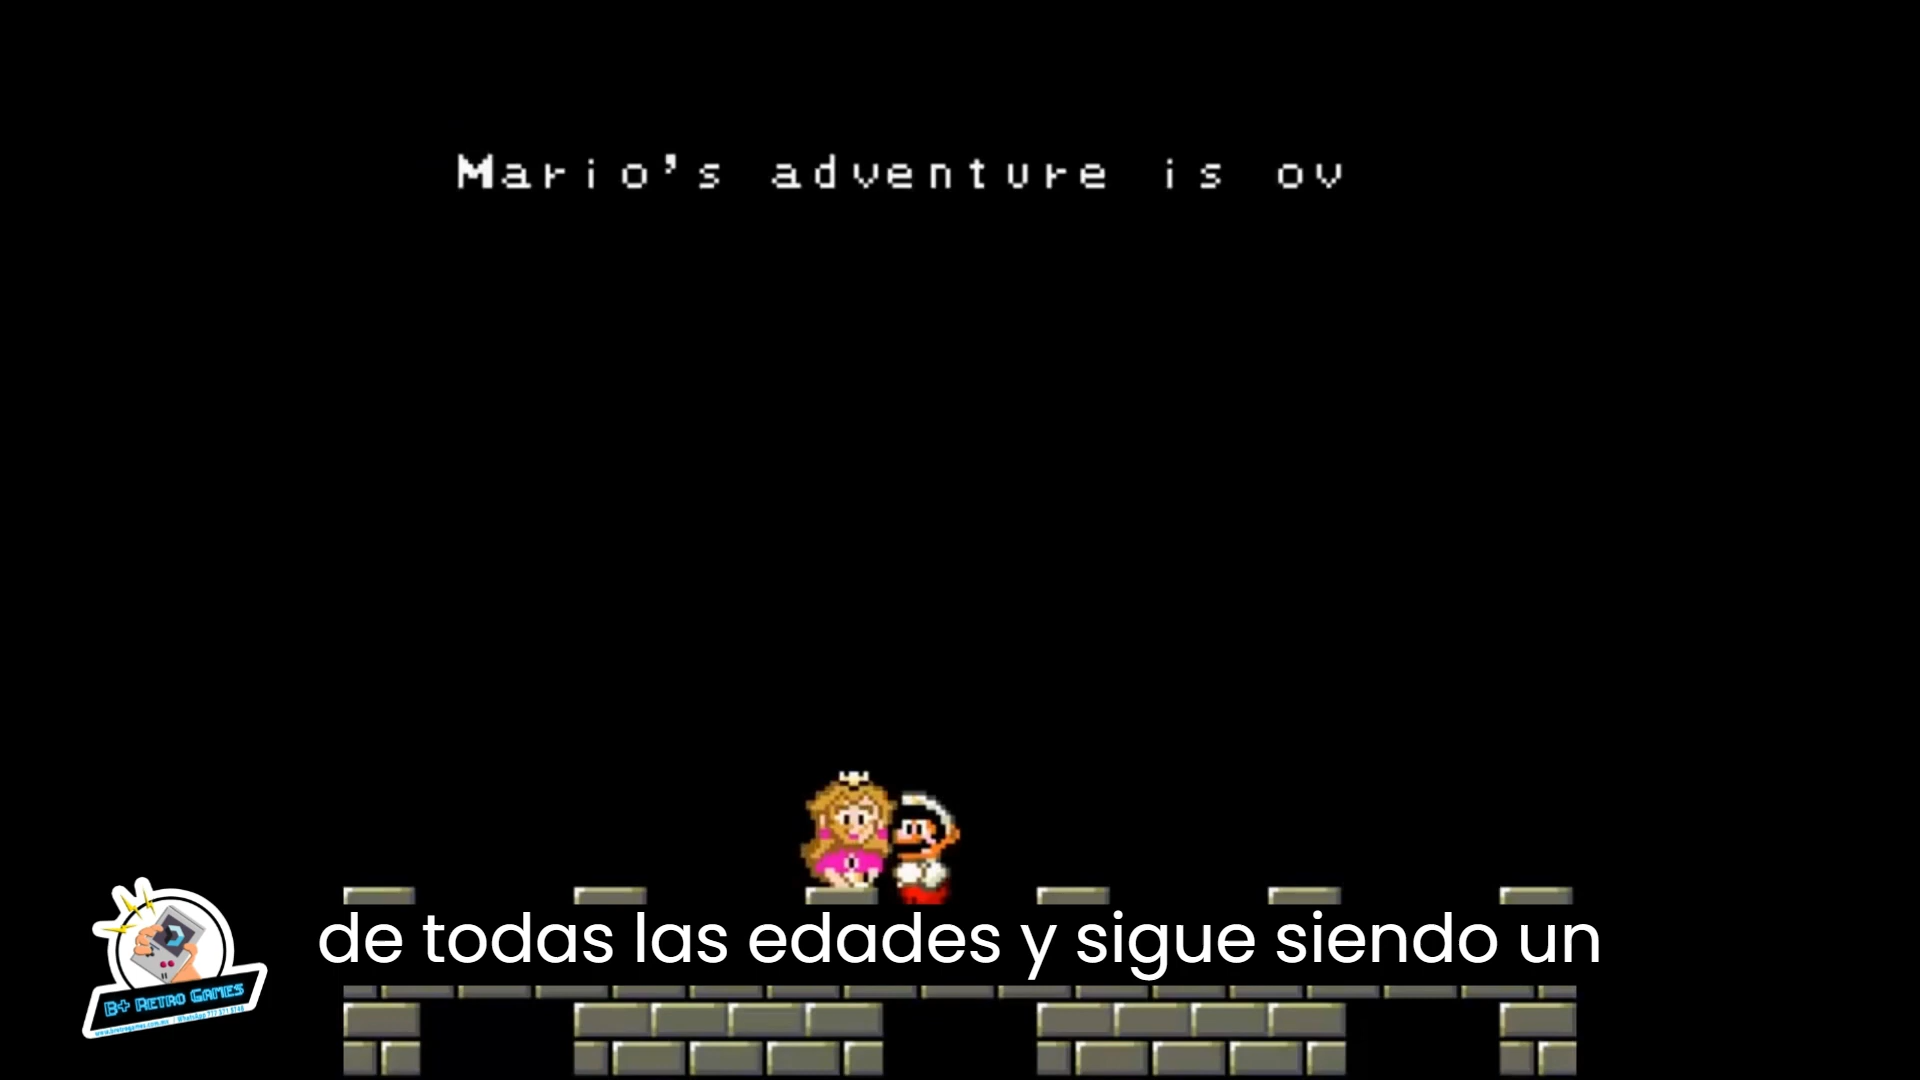 Mario's adventure is ov
de todas las edades y sigue siendo un
B+ RETRO GAMES